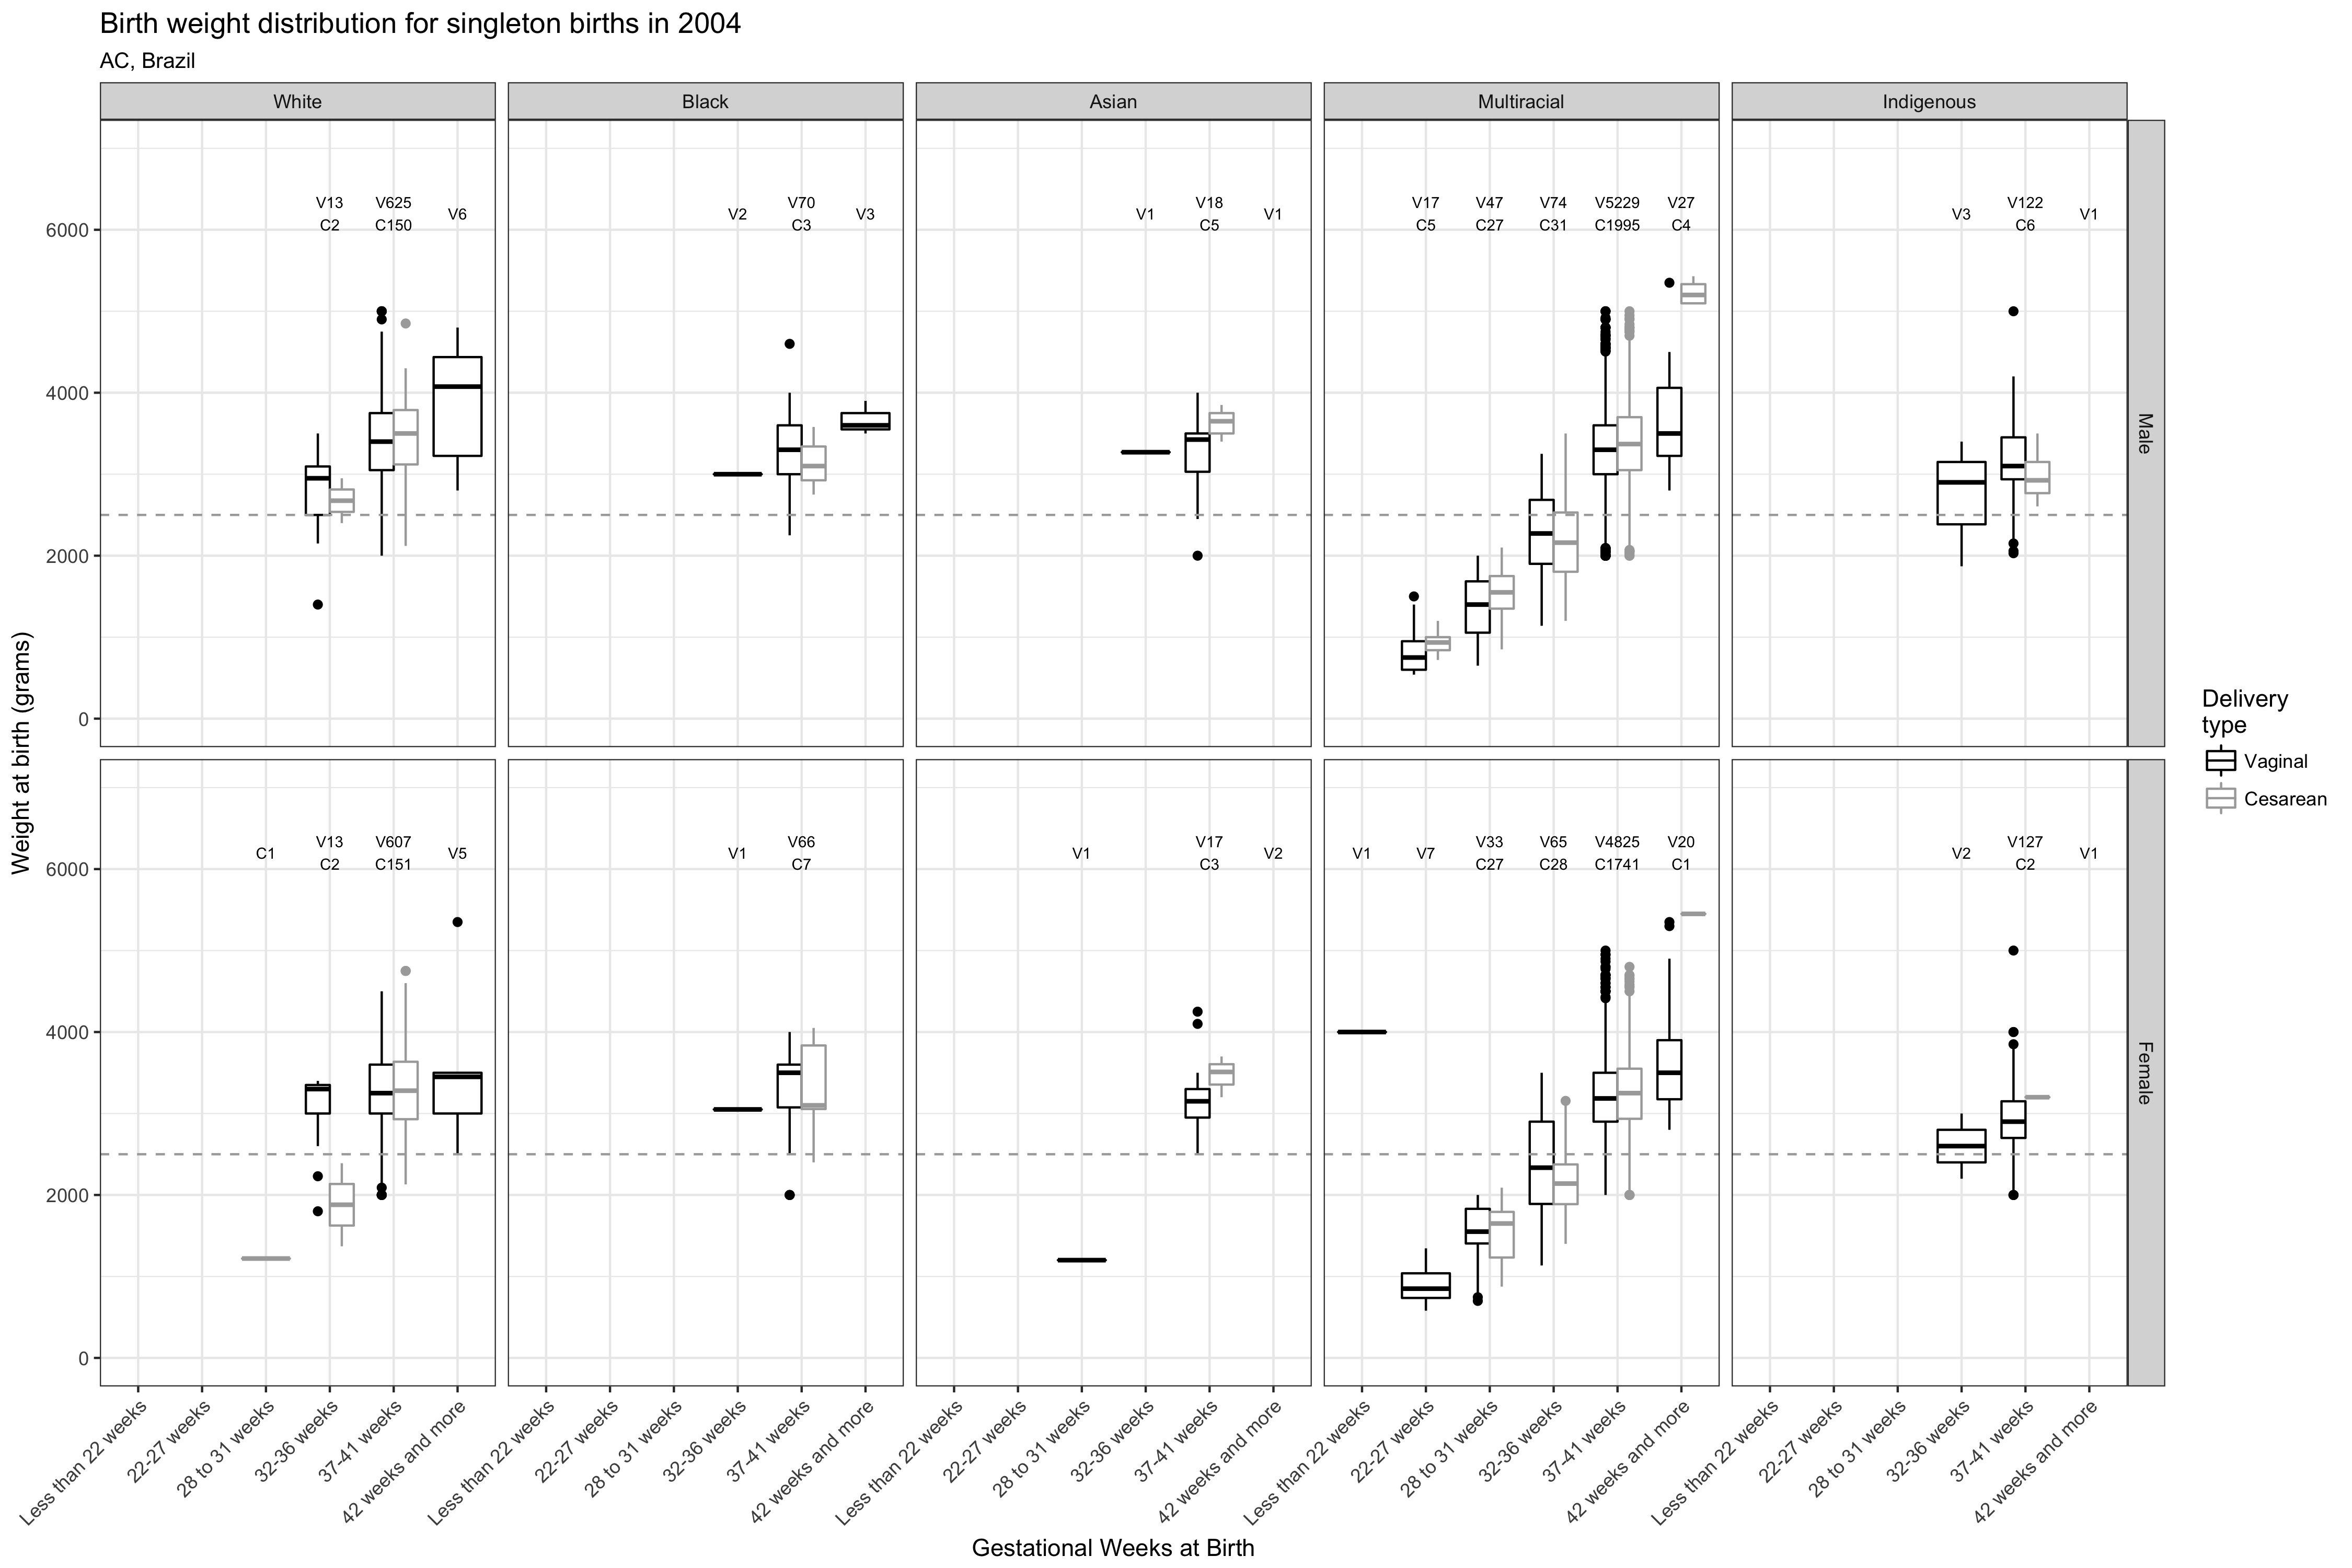 Birth weight distribution for singleton births in 2004
AC, Brazil
White Black Asian Multiracial Indigenous
V13 V625 V6 V2 V70 V3 V1 V18 V1 V17 V47 V74 V5229 V27 V3 V122 V1
C2 C150 C3 C5 C5 C27 C31 C1995 C4 C6
6000
4000
2000
0
Male
V13 V607 V66 V17 V33 V65 V4825 V20 V127
C1 V5 V1 V1 V2 V1 V7 V2 V1
C2 C151 C7 C3 C27 C28 C1741 C1 C2
6000
4000
2000
0
Female
Weight at birth (grams)
Less than 22 weeks
22-27 weeks
28 to 31 weeks
32-36 weeks
37-41 weeks
42 weeks and more
Less than 22 weeks
22-27 weeks
28 to 31 weeks
32-36 weeks
37-41 weeks
42 weeks and more
Less than 22 weeks
22-27 weeks
28 to 31 weeks
32-36 weeks
37-41 weeks
42 weeks and more
Less than 22 weeks
22-27 weeks
28 to 31 weeks
32-36 weeks
37-41 weeks
42 weeks and more
Less than 22 weeks
22-27 weeks
28 to 31 weeks
32-36 weeks
37-41 weeks
42 weeks and more
Gestational Weeks at Birth
Delivery
type
Vaginal
Cesarean